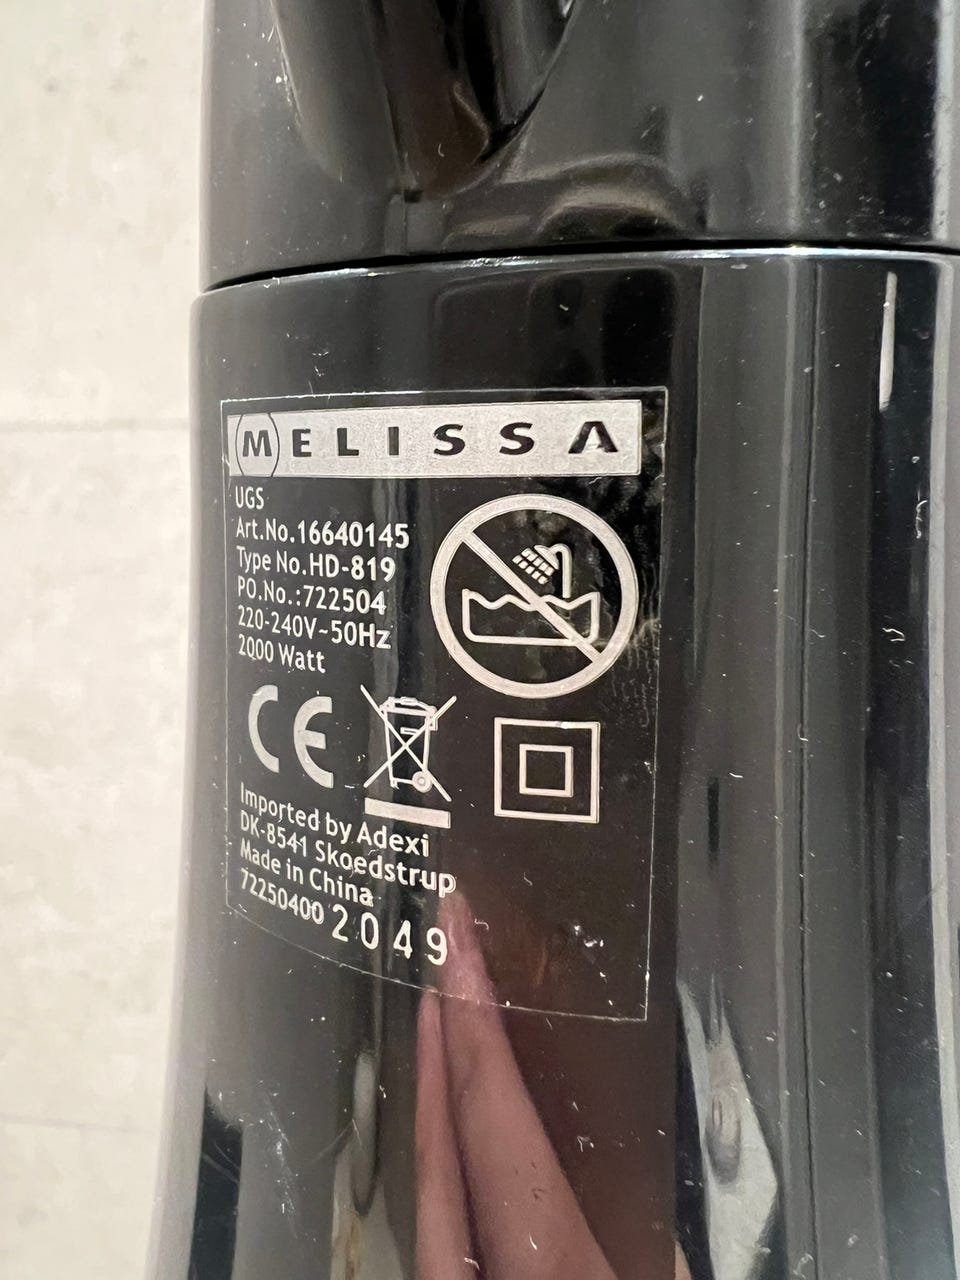 MELISSA
UGS
Art.No.16640145
Type No.HD-819
PO.No.:722504
220-240V~50Hz
2000 Watt
CE
Imported by Adexi
DK-8541 Skoedstrup
Made in China
72250400 2049